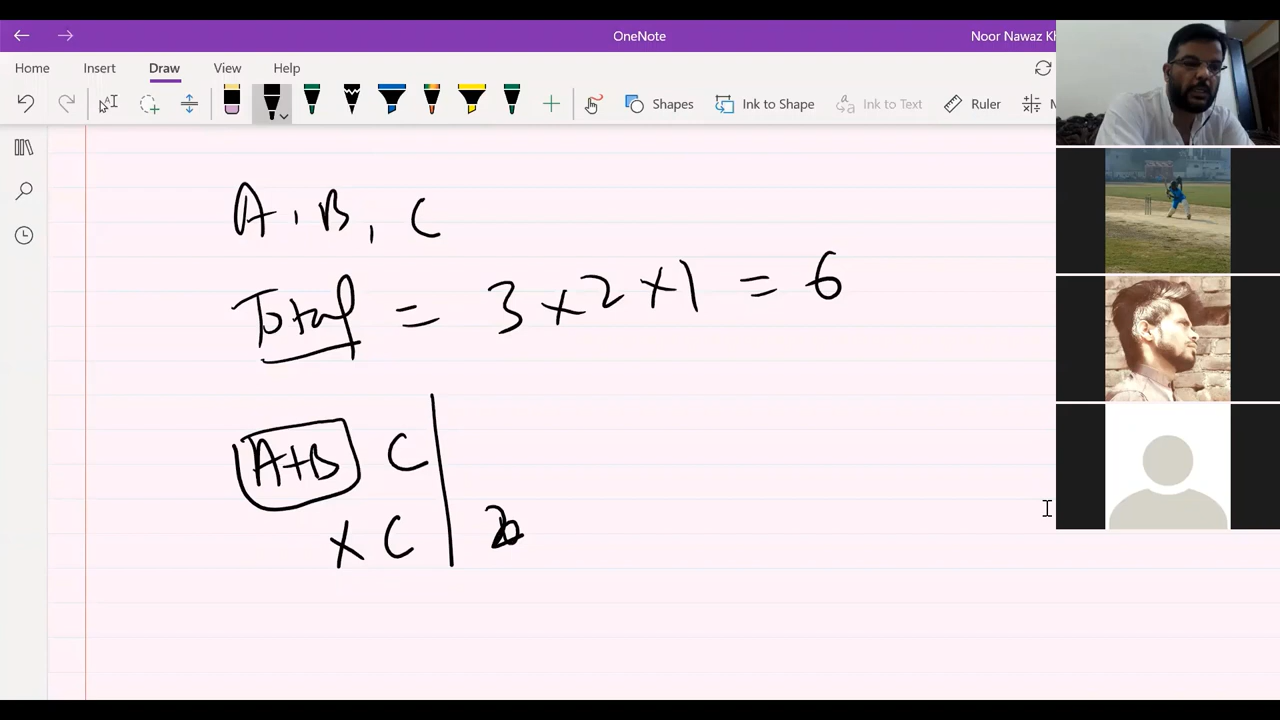 OneNote
Noor Nawaz Kh
Home Insert Draw View Help
Shapes Ink to Shape Ink to Text Ruler M
A, B, C
Total = 3 x 2 x 1 = 6
A+B C
x C